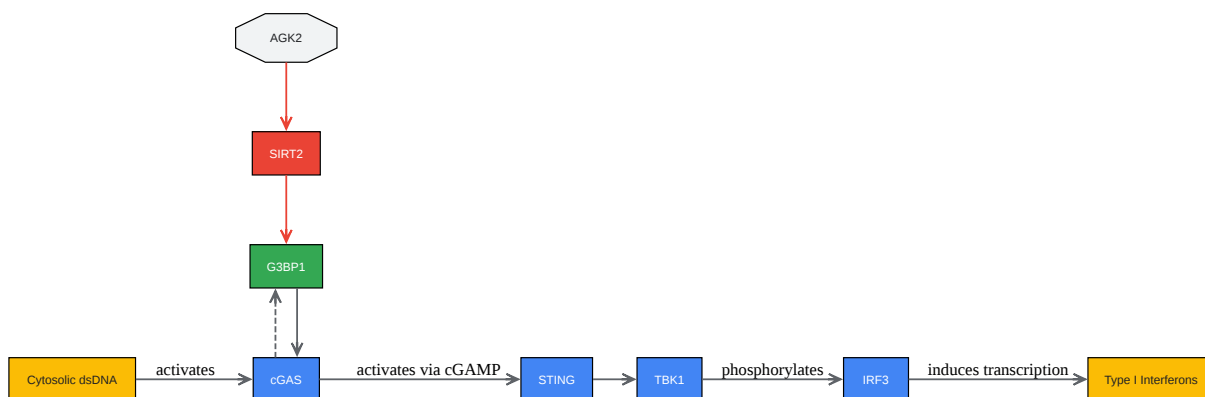 AGK2
SIRT2
G3BP1
Cytosolic dsDNA
activates
cGAS
activates via cGAMP
STING
TBK1
phosphorylates
IRF3
induces transcription
Type I Interferons